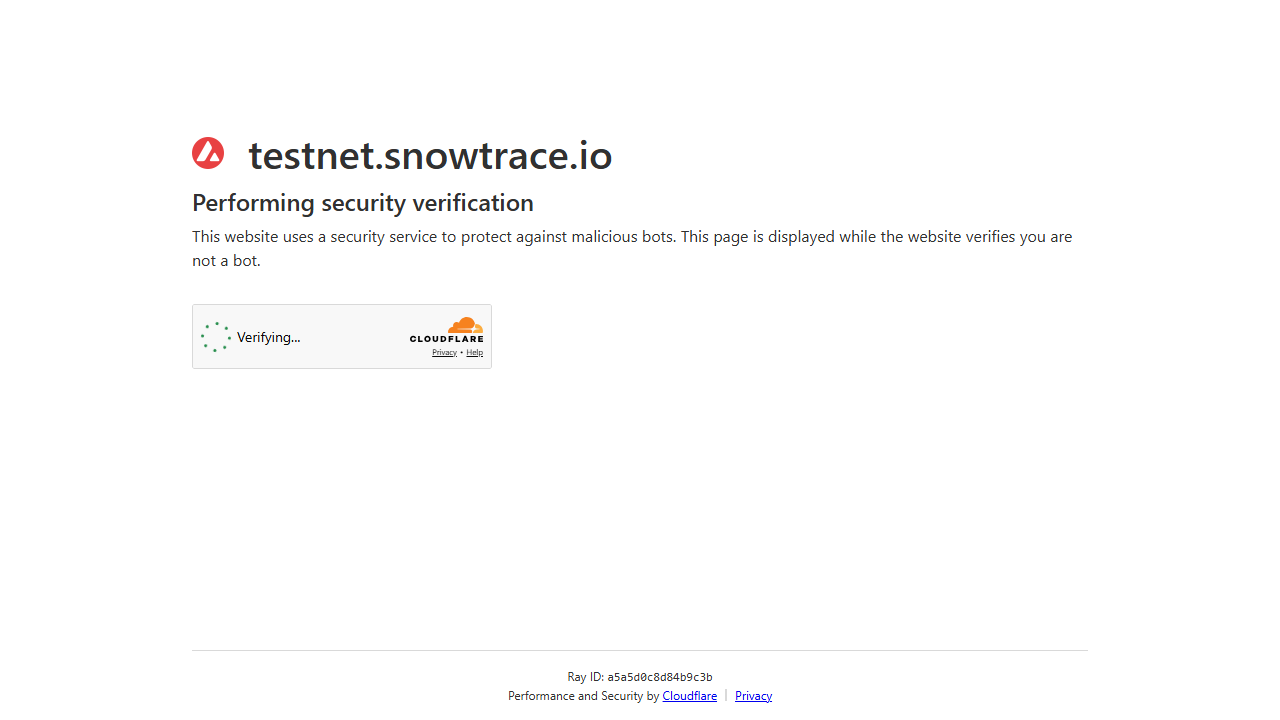 testnet.snowtrace.io
Performing security verification
This website uses a security service to protect against malicious bots. This page is displayed while the website verifies you are
not a bot.
Verifying...
CLOUDFLARE
Privacy • Help
Ray ID: a5a5d0c8d84b9c3b
Performance and Security by Cloudflare | Privacy